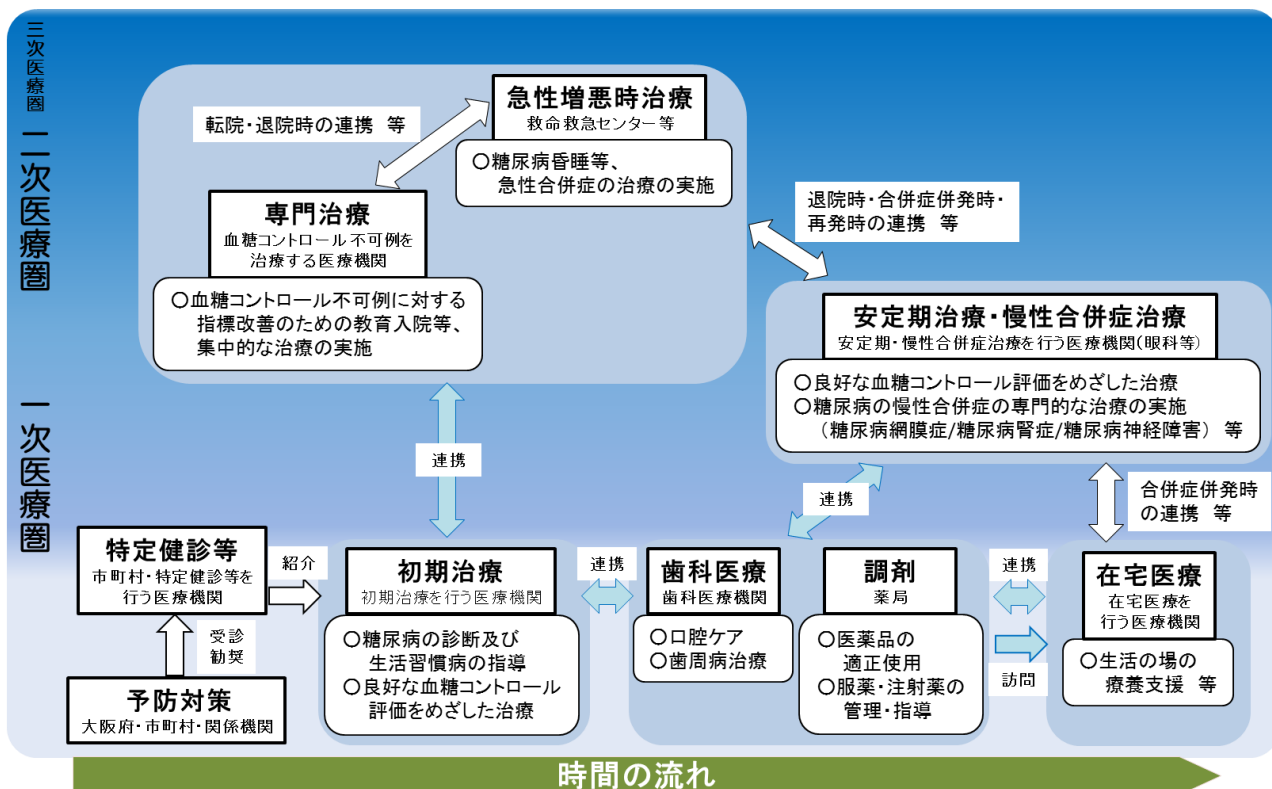 三次医療圏
二次医療圏
一次医療圏
急性増悪時治療
救命救急センター等
○糖尿病昏睡等、
急性合併症の治療の実施
転院・退院時の連携 等
専門治療
血糖コントロール不可例を
治療する医療機関
○血糖コントロール不可例に対する
指標改善のための教育入院等、
集中的な治療の実施
退院時・合併症併発時・
再発時の連携 等
安定期治療・慢性合併症治療
安定期・慢性合併症治療を行う医療機関(眼科等)
○良好な血糖コントロール評価をめざした治療
○糖尿病の慢性合併症の専門的な治療の実施
(糖尿病網膜症/糖尿病腎症/糖尿病神経障害) 等
連携
連携
合併症併発時
の連携 等
特定健診等
市町村・特定健診等を
行う医療機関
紹介
受診
勧奨
予防対策
大阪府・市町村・関係機関
初期治療
初期治療を行う医療機関
○糖尿病の診断及び
生活習慣病の指導
○良好な血糖コントロール
評価をめざした治療
連携
歯科医療
歯科医療機関
○口腔ケア
○歯周病治療
調剤
薬局
○医薬品の
適正使用
○服薬・注射薬の
管理・指導
連携
訪問
在宅医療
在宅医療を
行う医療機関
○生活の場の
療養支援 等
時間の流れ